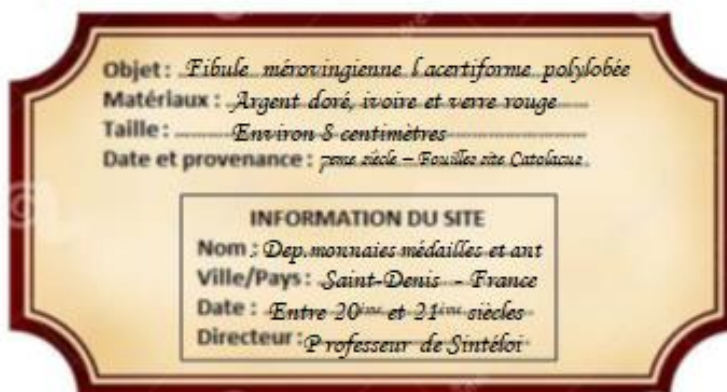 Objet : Fibule mérovingienne lacertiforme polylobée
Matériaux : Argent doré, ivoire et verre rouge
Taille : Environ 8 centimètres
Date et provenance : 7eme siècle – Fouilles site Catolacus
INFORMATION DU SITE
Nom : Dep.monnaies médailles et ant
Ville/Pays : Saint-Denis - France
Date : Entre 20ème et 21ème siècles
Directeur : Professeur de Sintéloi